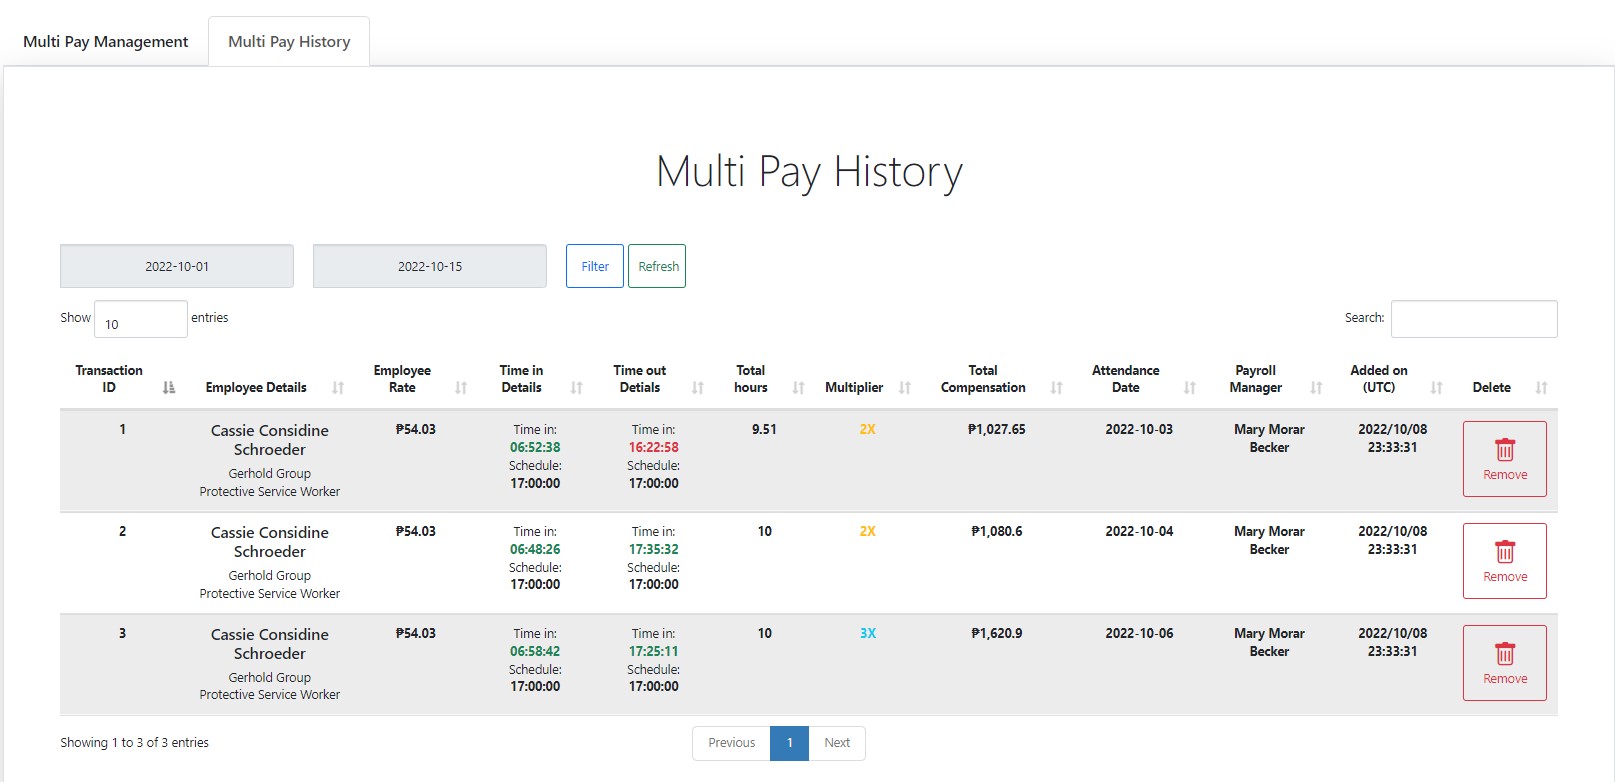 Multi Pay Management
Multi Pay History
Multi Pay History
2022-10-01
2022-10-15
Filter
Refresh
Show 10 entries
Search:
Transaction ID
Employee Details
Employee Rate
Time in Details
Time out Detials
Total hours
Multiplier
Total Compensation
Attendance Date
Payroll Manager
Added on (UTC)
Delete
1
Cassie Considine
Schroeder
Gerhold Group
Protective Service Worker
₱54.03
Time in:
06:52:38
Schedule:
17:00:00
Time in:
16:22:58
Schedule:
17:00:00
9.51
2X
₱1,027.65
2022-10-03
Mary Morar
Becker
2022/10/08
23:33:31
Remove
2
Cassie Considine
Schroeder
Gerhold Group
Protective Service Worker
₱54.03
Time in:
06:48:26
Schedule:
17:00:00
Time in:
17:35:32
Schedule:
17:00:00
10
2X
₱1,080.6
2022-10-04
Mary Morar
Becker
2022/10/08
23:33:31
Remove
3
Cassie Considine
Schroeder
Gerhold Group
Protective Service Worker
₱54.03
Time in:
06:58:42
Schedule:
17:00:00
Time in:
17:25:11
Schedule:
17:00:00
10
3X
₱1,620.9
2022-10-06
Mary Morar
Becker
2022/10/08
23:33:31
Remove
Showing 1 to 3 of 3 entries
Previous
1
Next